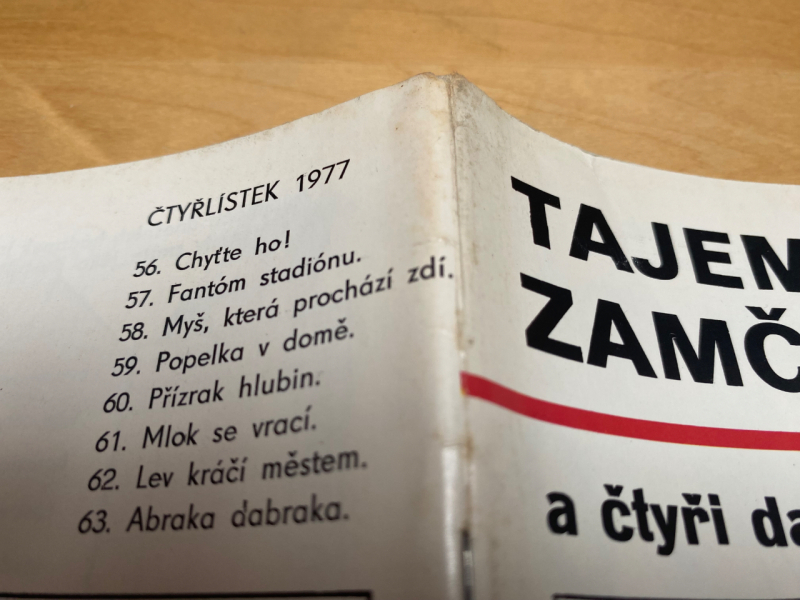 ČTYŘLÍSTEK 1977
56. Chyťte ho!
57. Fantóm stadiónu.
58. Myš, která prochází zdí.
59. Popelka v domě.
60. Přízrak hlubin.
61. Mlok se vrací.
62. Lev kráčí městem.
63. Abraka dabraka.
TAJEM
ZAMČ
a čtyři da